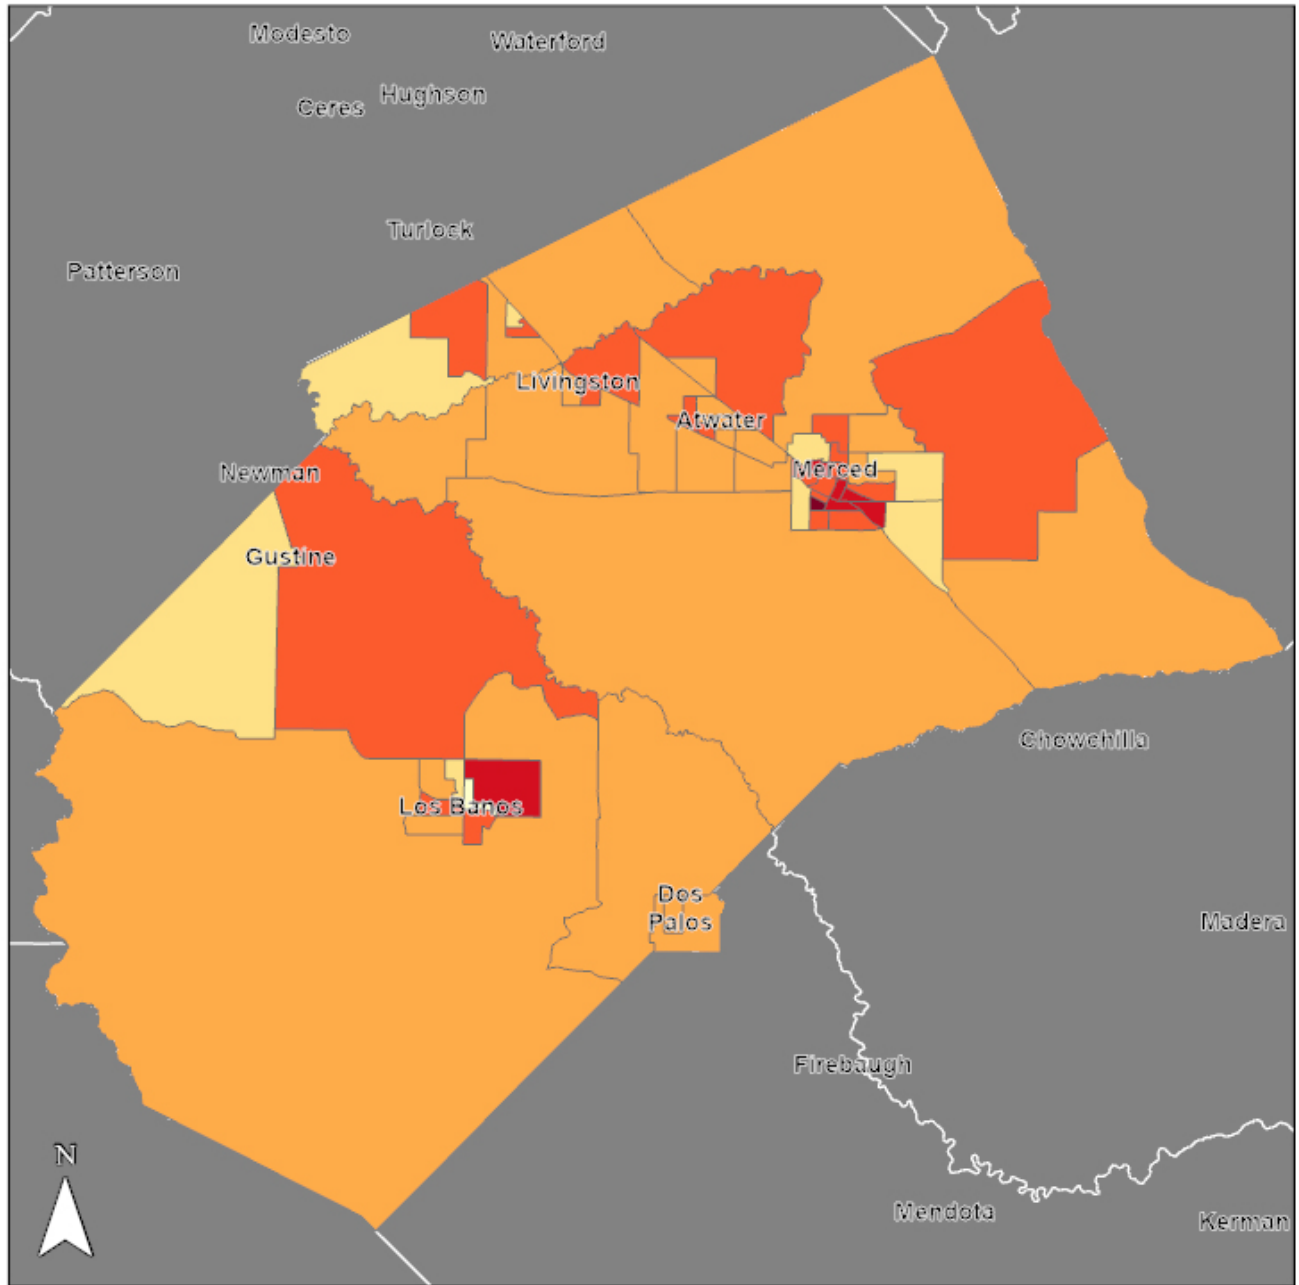 Modesto
Waterford
Ceres
Hughson
Turlock
Patterson
Livingston
Atwater
Merced
Newman
Gustine
Chowchilla
Los Banos
Dos
Palos
Madera
Firebaugh
N
Mendota
Kerman